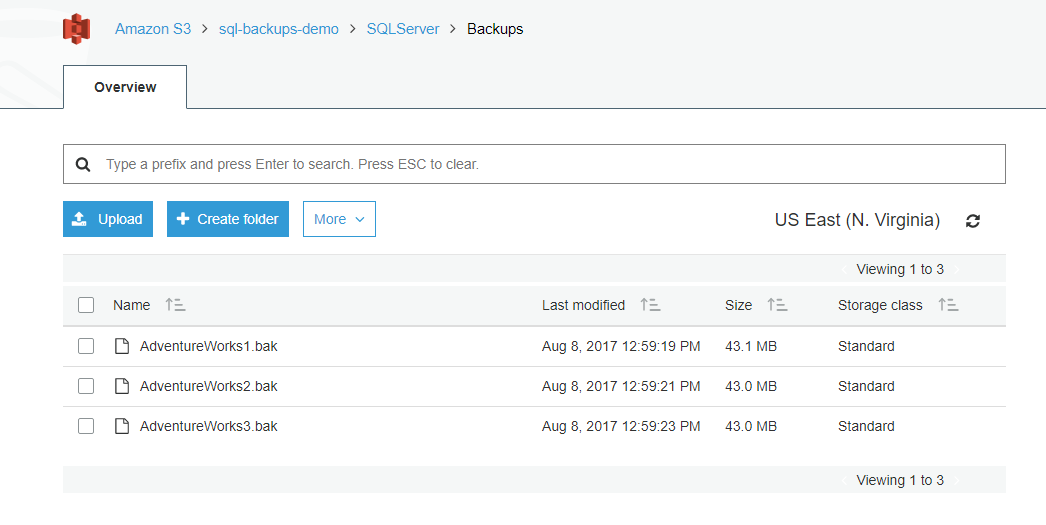 Amazon S3 > sql-backups-demo > SQLServer > Backups
Overview
Type a prefix and press Enter to search. Press ESC to clear.
Upload Create folder More US East (N. Virginia)
Viewing 1 to 3
Name Last modified Size Storage class
AdventureWorks1.bak Aug 8, 2017 12:59:19 PM 43.1 MB Standard
AdventureWorks2.bak Aug 8, 2017 12:59:21 PM 43.0 MB Standard
AdventureWorks3.bak Aug 8, 2017 12:59:23 PM 43.0 MB Standard
Viewing 1 to 3